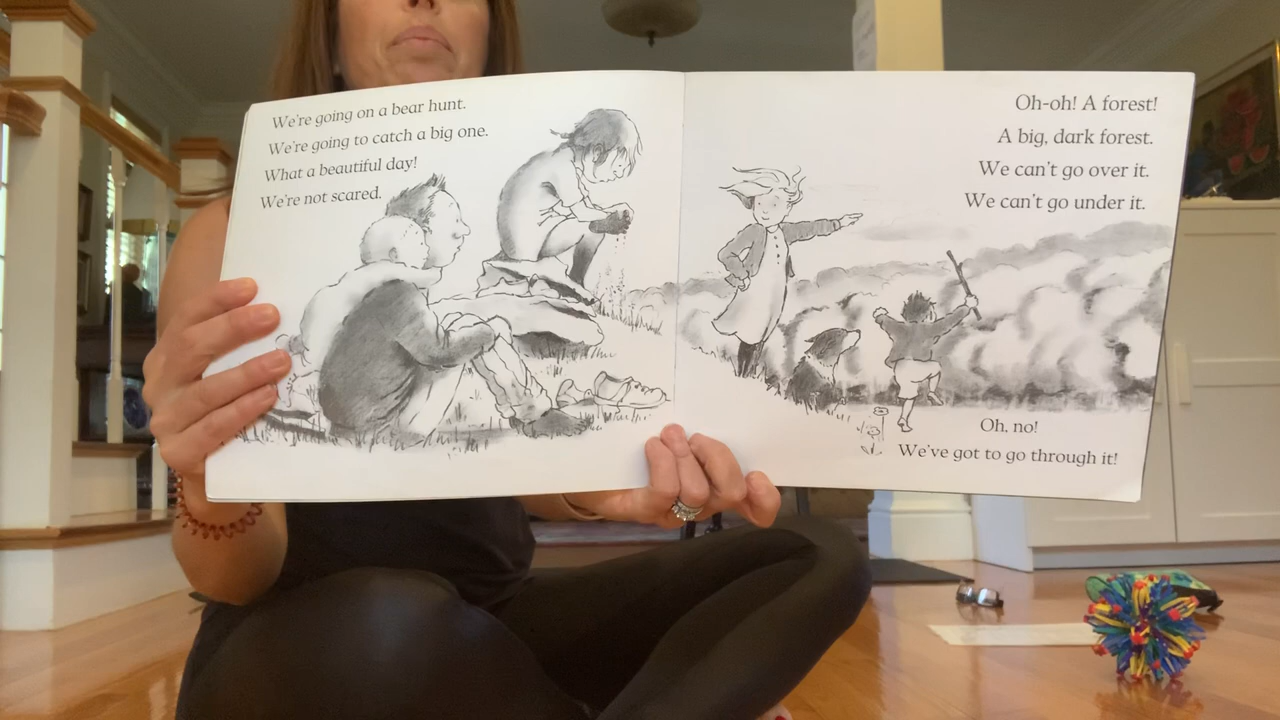 We're going on a bear hunt.
We're going to catch a big one.
What a beautiful day!
We're not scared.
Oh-oh! A forest!
A big, dark forest.
We can't go over it.
We can't go under it.
Oh, no!
We've got to go through it!